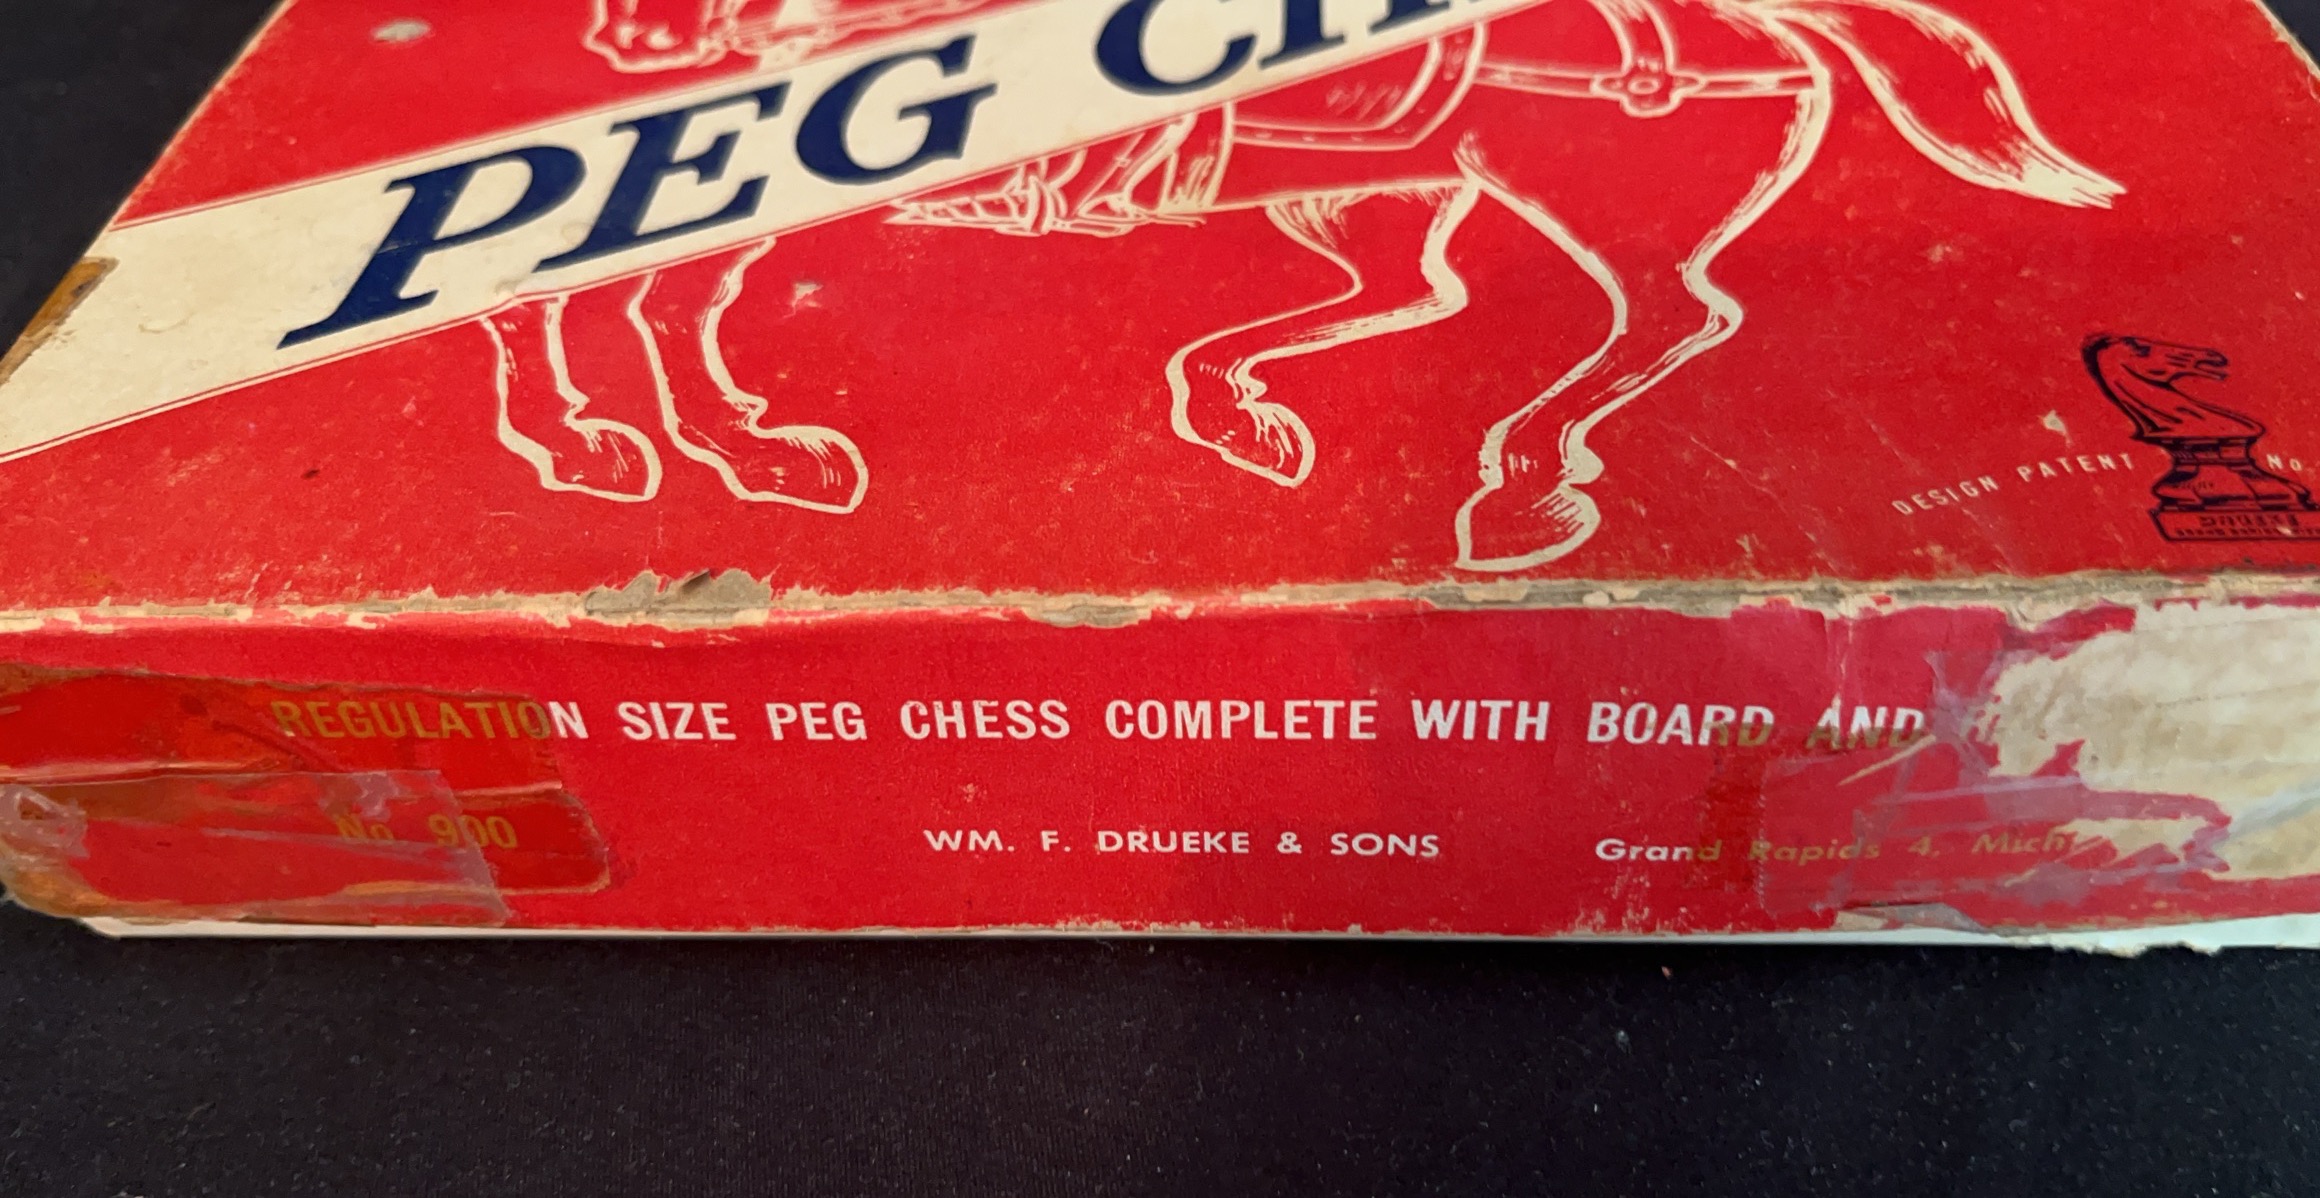 PEG
DESIGN PATENT No.
REGULATION SIZE PEG CHESS COMPLETE WITH BOARD AND
No. 900
WM. F. DRUEKE & SONS
Grand Rapids 4, Mich